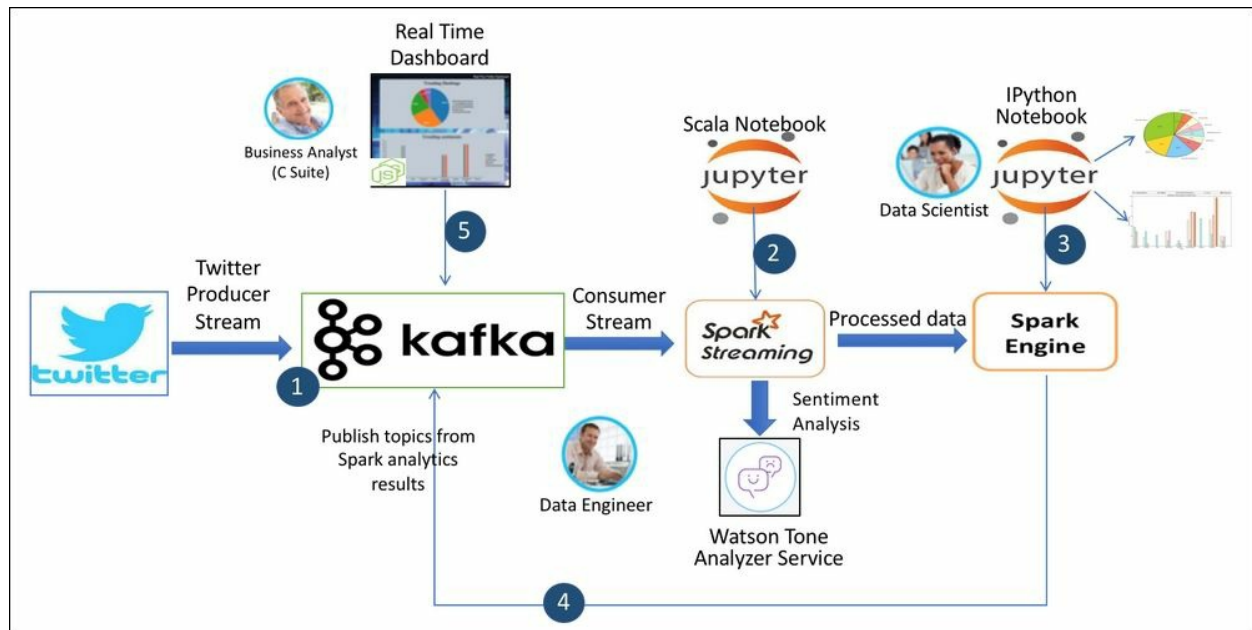 Real Time
Dashboard
Business Analyst
(C Suite)
JS
5
Scala Notebook
jupyter
2
IPython
Notebook
jupyter
Data Scientist
3
Twitter
Producer
Stream
twitter
1
kafka
Consumer
Stream
Spark
Streaming
Processed data
Spark
Engine
Sentiment
Analysis
Publish topics from
Spark analytics
results
Data Engineer
Watson Tone
Analyzer Service
4